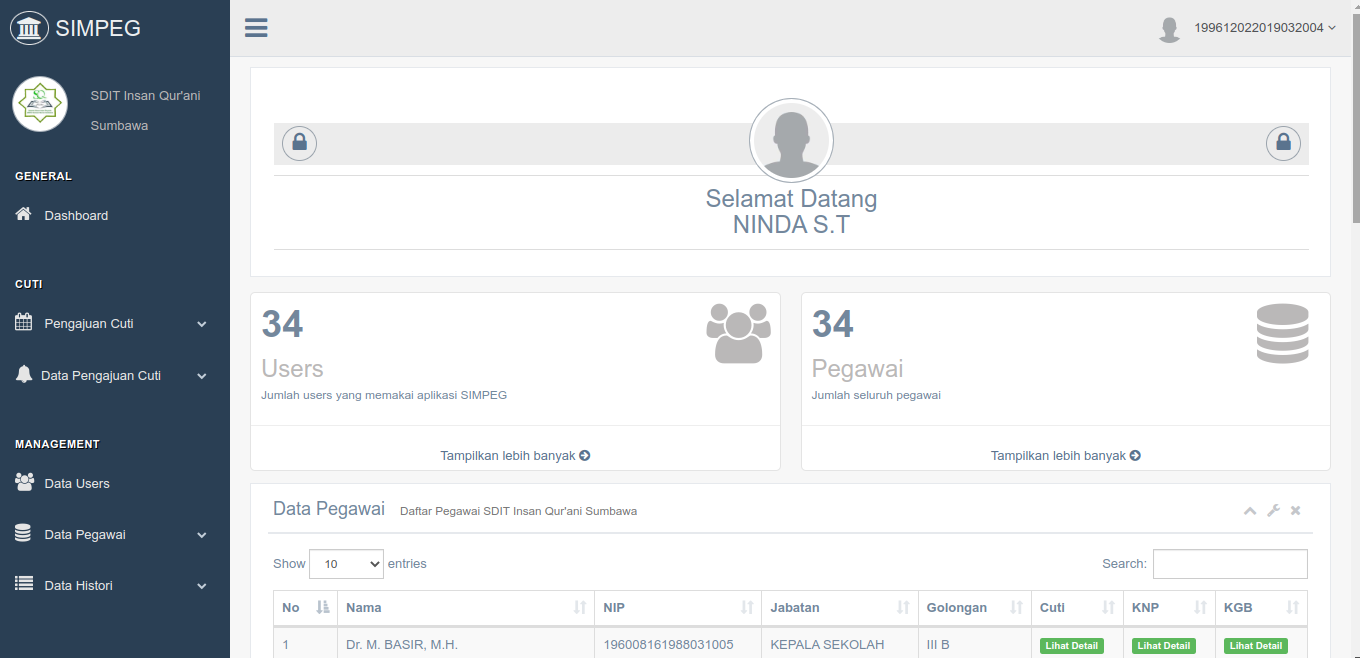 SIMPEG
199612022019032004
SDIT Insan Qur'ani
Sumbawa
GENERAL
Dashboard
CUTI
Pengajuan Cuti
Data Pengajuan Cuti
MANAGEMENT
Data Users
Data Pegawai
Data Histori
Selamat Datang
NINDA S.T
34
Users
Jumlah users yang memakai aplikasi SIMPEG
Tampilkan lebih banyak
34
Pegawai
Jumlah seluruh pegawai
Tampilkan lebih banyak
Data Pegawai Daftar Pegawai SDIT Insan Qur'ani Sumbawa
Show 10 entries Search:
No Nama NIP Jabatan Golongan Cuti KNP KGB
1 Dr. M. BASIR, M.H. 196008161988031005 KEPALA SEKOLAH III B Lihat Detail Lihat Detail Lihat Detail